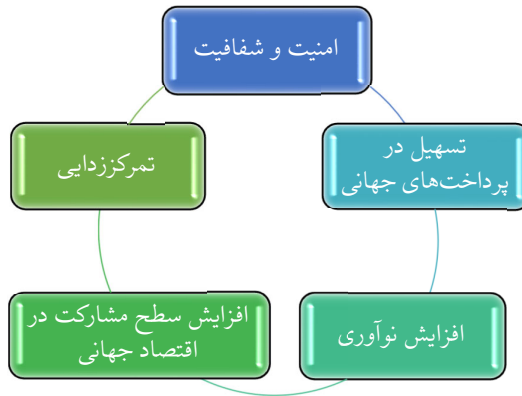 امنیت و شفافیت
تسهیل در
پرداخت‌های جهانی
افزایش نوآوری
افزایش سطح مشارکت در
اقتصاد جهانی
تمرکززدایی